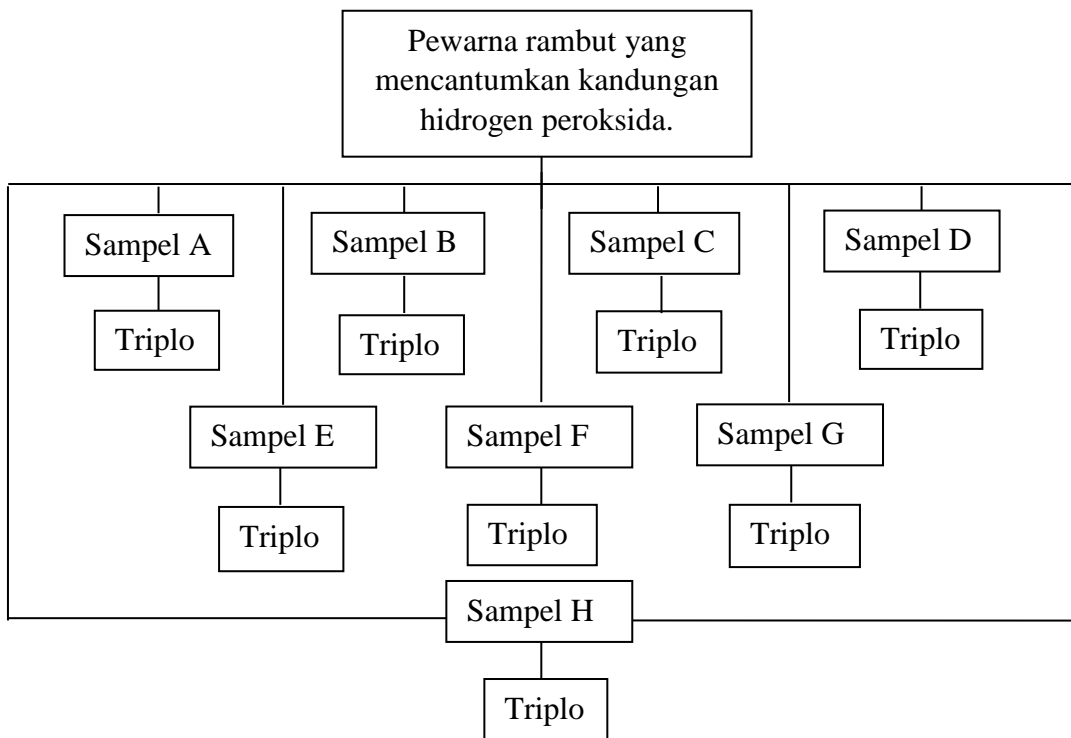 Pewarna rambut yang
mencantumkan kandungan
hidrogen peroksida.
Sampel A
Sampel B
Sampel C
Sampel D
Triplo
Triplo
Triplo
Triplo
Sampel E
Sampel F
Sampel G
Triplo
Triplo
Triplo
Sampel H
Triplo